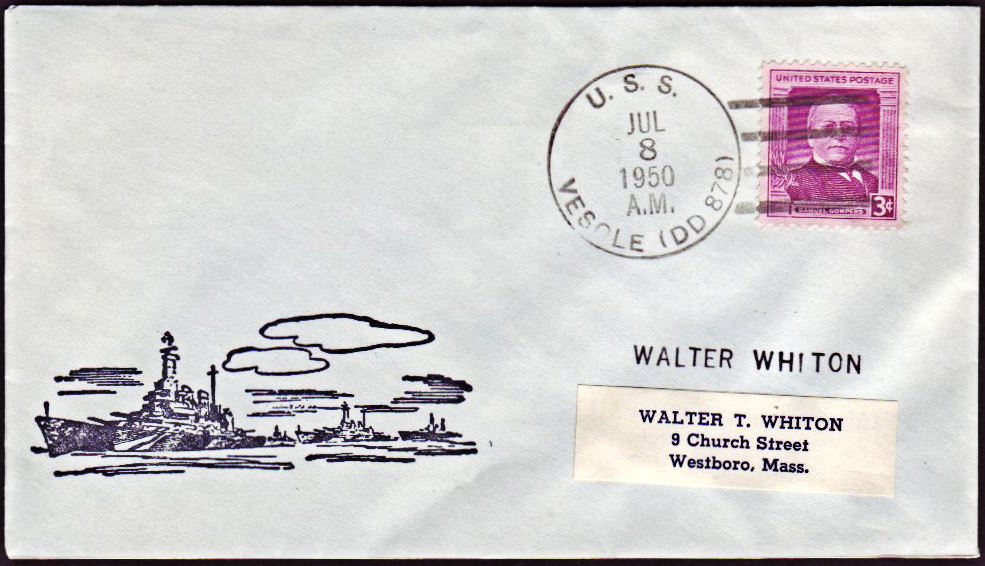 U. S. S.
JUL
8
1950
A.M.
VESOLE (DD 878)
UNITED STATES POSTAGE
SAMUEL GOMPERS
3¢
WALTER WHITON
WALTER T. WHITON
9 Church Street
Westboro, Mass.